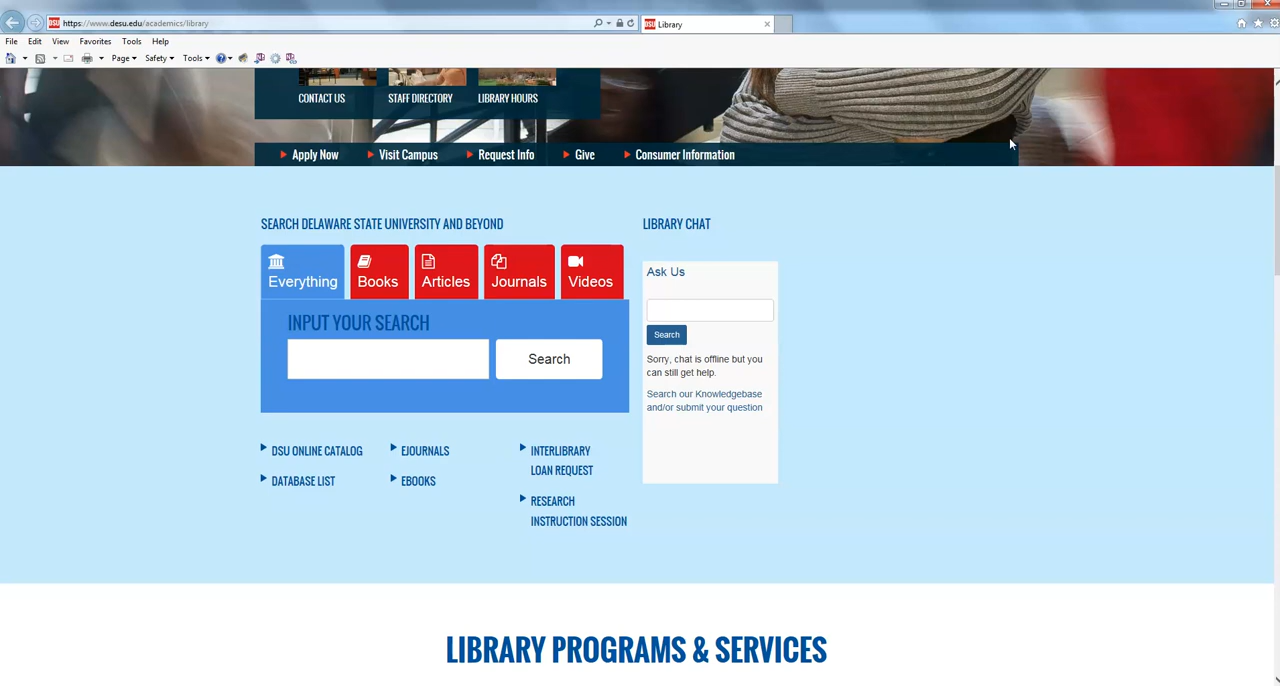 https://www.desu.edu/academics/library
DSU Library
File Edit View Favorites Tools Help
Page Safety Tools
CONTACT US STAFF DIRECTORY LIBRARY HOURS
Apply Now Visit Campus Request Info Give Consumer Information
SEARCH DELAWARE STATE UNIVERSITY AND BEYOND
LIBRARY CHAT
Everything Books Articles Journals Videos
INPUT YOUR SEARCH
Search
Ask Us
Search
Sorry, chat is offline but you
can still get help.
Search our Knowledgebase
and/or submit your question
DSU ONLINE CATALOG
EJOURNALS
INTERLIBRARY
LOAN REQUEST
DATABASE LIST
EBOOKS
RESEARCH
INSTRUCTION SESSION
LIBRARY PROGRAMS & SERVICES